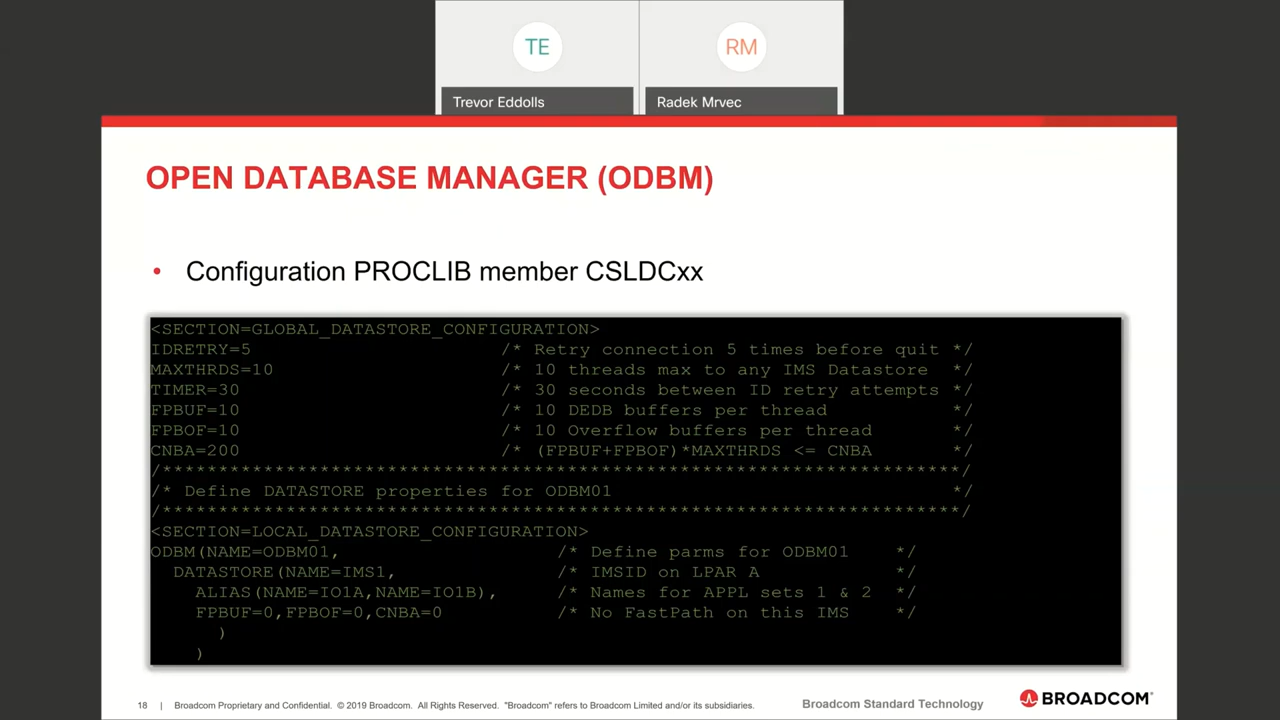 TE
RM
Trevor Eddolls
Radek Mrvec
OPEN DATABASE MANAGER (ODBM)
• Configuration PROCLIB member CSLDCxx
<SECTION=GLOBAL_DATASTORE_CONFIGURATION>
IDRETRY=5 /* Retry connection 5 times before quit */
MAXTHRDS=10 /* 10 threads max to any IMS Datastore */
TIMER=30 /* 30 seconds between ID retry attempts */
FPBUF=10 /* 10 DEDB buffers per thread */
FPBOF=10 /* 10 Overflow buffers per thread */
CNBA=200 /* (FPBUF+FPBOF)*MAXTHRDS <= CNBA */
/***********************************************************************/
/* Define DATASTORE properties for ODBM01 */
/***********************************************************************/
<SECTION=LOCAL_DATASTORE_CONFIGURATION>
ODBM(NAME=ODBM01, /* Define parms for ODBM01 */
DATASTORE(NAME=IMS1, /* IMSID on LPAR A */
ALIAS(NAME=IO1A,NAME=IO1B), /* Names for APPL sets 1 & 2 */
FPBUF=0,FPBOF=0,CNBA=0 /* No FastPath on this IMS */
)
)
18 | Broadcom Proprietary and Confidential. © 2019 Broadcom. All Rights Reserved. "Broadcom" refers to Broadcom Limited and/or its subsidiaries. Broadcom Standard Technology BROADCOM®